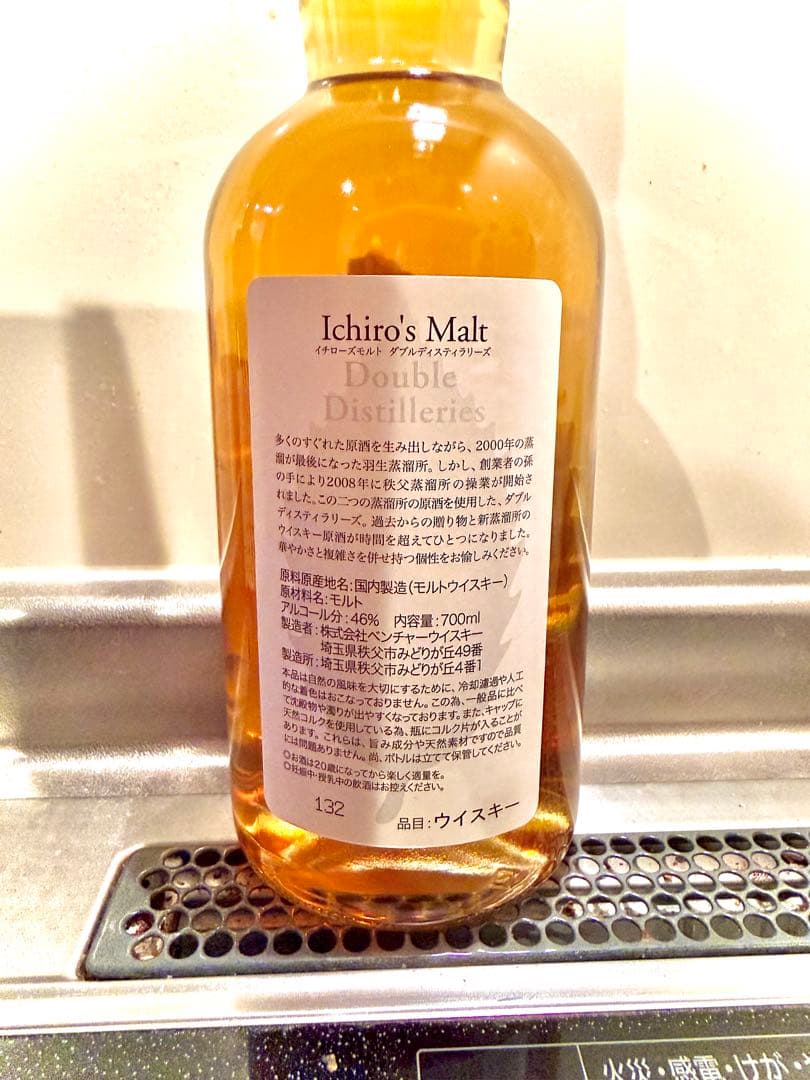 Ichiro's Malt
イチローズモルト ダブルディスティラリーズ
Double
Distilleries
多くのすぐれた原酒を生み出しながら、2000年の蒸
溜が最後になった羽生蒸溜所。しかし、創業者の孫
の手により2008年に秩父蒸溜所の操業が開始さ
れました。この二つの蒸溜所の原酒を使用した、ダブル
ディスティラリーズ。過去からの贈り物と新蒸溜所の
ウイスキー原酒が時間を超えてひとつになりました。
華やかさと複雑さを併せ持つ個性をお愉しみください。
原料原産地名:国内製造(モルトウイスキー)
原材料名:モルト
アルコール分:46% 内容量:700ml
製造者:株式会社ベンチャーウイスキー
埼玉県秩父市みどりが丘49番
製造所:埼玉県秩父市みどりが丘4番1
本品は自然の風味を大切にするために、冷却濾過や人工
的な着色はおこなっておりません。この為、一般品に比べ
て沈殿物や濁りが出やすくなっております。また、キャップに
天然コルクを使用している為、瓶にコルク片が入ることが
あります。これらは、旨み成分や天然素材ですので品質
には問題ありません。尚、ボトルは立てて保管してください。
◎お酒は20歳になってから楽しく適量を。
◎妊娠中・授乳中の飲酒はお控えください。
132
品目:ウイスキー
火災・感電・けが・